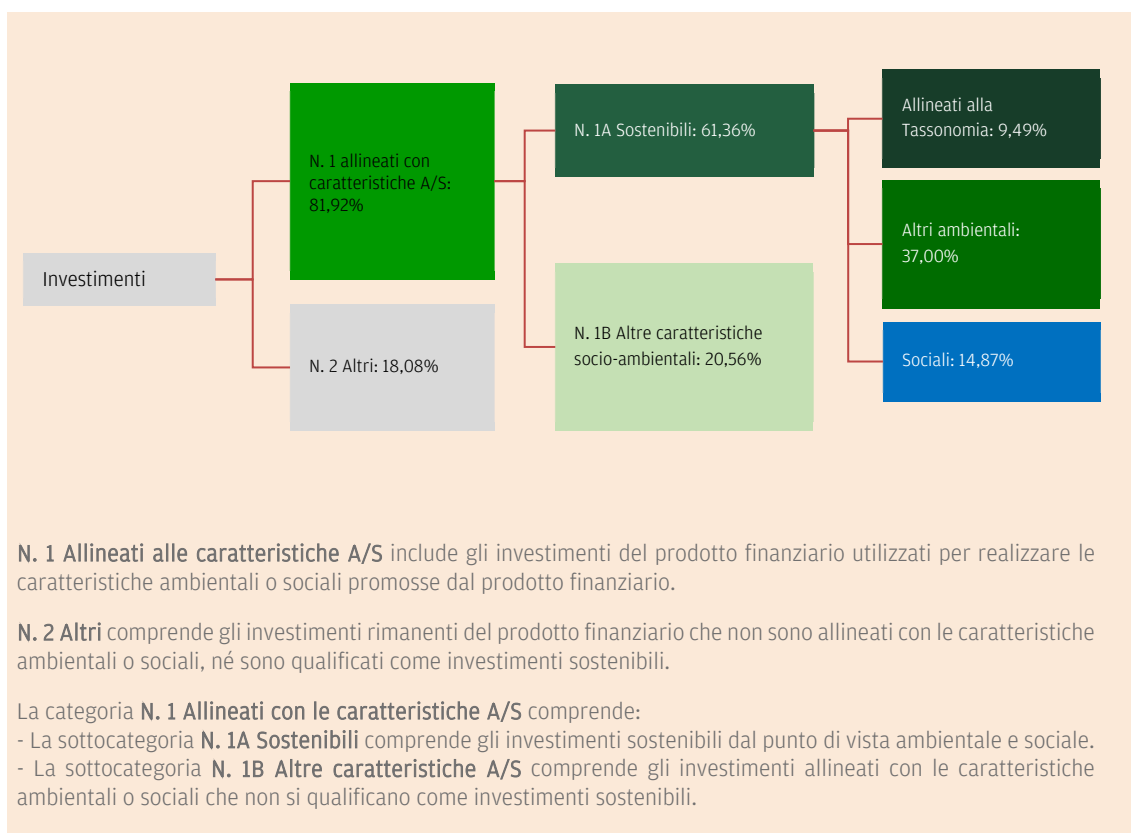 Investimenti
N. 1 allineati con
caratteristiche A/S:
81,92%
N. 2 Altri: 18,08%
N. 1A Sostenibili: 61,36%
N. 1B Altre caratteristiche
socio-ambientali: 20,56%
Allineati alla
Tassonomia: 9,49%
Altri ambientali:
37,00%
Sociali: 14,87%
N. 1 Allineati alle caratteristiche A/S include gli investimenti del prodotto finanziario utilizzati per realizzare le
caratteristiche ambientali o sociali promosse dal prodotto finanziario.
N. 2 Altri comprende gli investimenti rimanenti del prodotto finanziario che non sono allineati con le caratteristiche
ambientali o sociali, né sono qualificati come investimenti sostenibili.
La categoria N. 1 Allineati con le caratteristiche A/S comprende:
- La sottocategoria N. 1A Sostenibili comprende gli investimenti sostenibili dal punto di vista ambientale e sociale.
- La sottocategoria N. 1B Altre caratteristiche A/S comprende gli investimenti allineati con le caratteristiche
ambientali o sociali che non si qualificano come investimenti sostenibili.